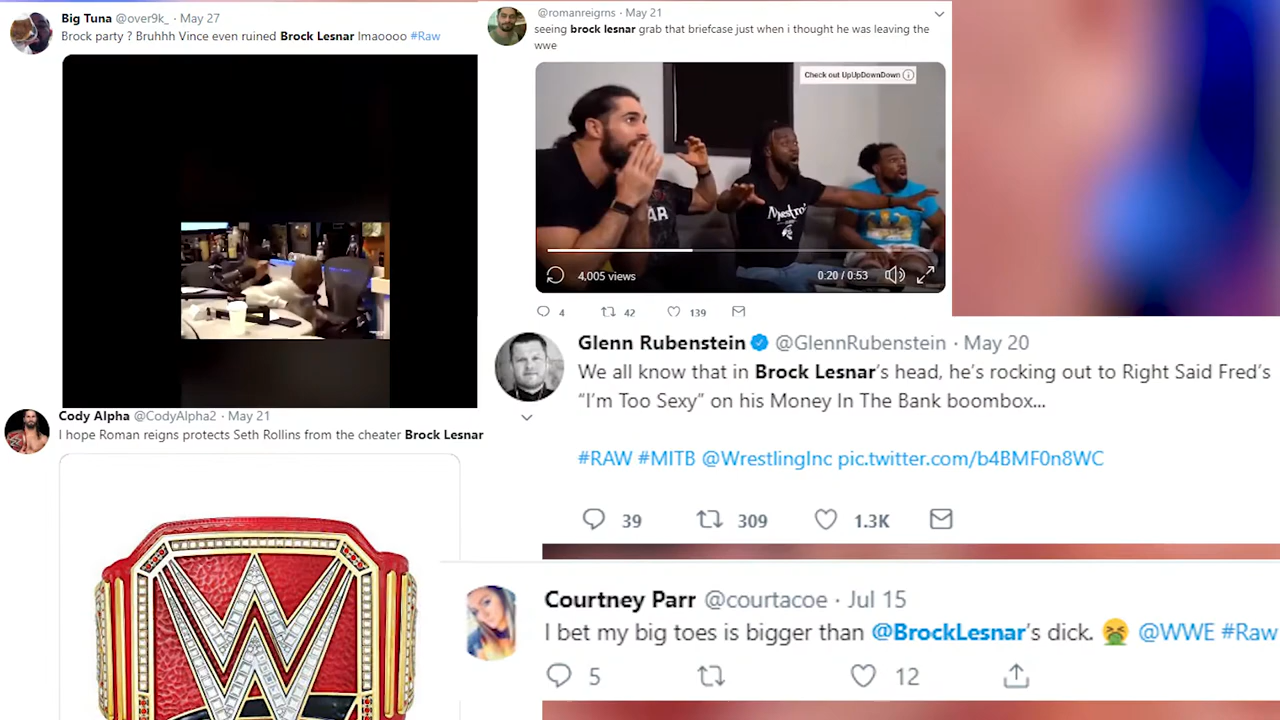 Big Tuna @over9k_ · May 27
Brock party ? Bruhhh Vince even ruined Brock Lesnar lmaoooo #Raw
@romanreigrns · May 21
seeing brock lesnar grab that briefcase just when i thought he was leaving the
wwe
Check out UpUpDownDown
AR
4,005 views
0:20 / 0:53
4 42 139
Glenn Rubenstein @GlennRubenstein · May 20
We all know that in Brock Lesnar's head, he's rocking out to Right Said Fred's
"I'm Too Sexy" on his Money In The Bank boombox...
#RAW #MITB @WrestlingInc pic.twitter.com/b4BMF0n8WC
39 309 1.3K
Cody Alpha @CodyAlpha2 · May 21
I hope Roman reigns protects Seth Rollins from the cheater Brock Lesnar
W
Courtney Parr @courtacoe · Jul 15
I bet my big toes is bigger than @BrockLesnar's dick. 🤮 @WWE #Raw
5 12